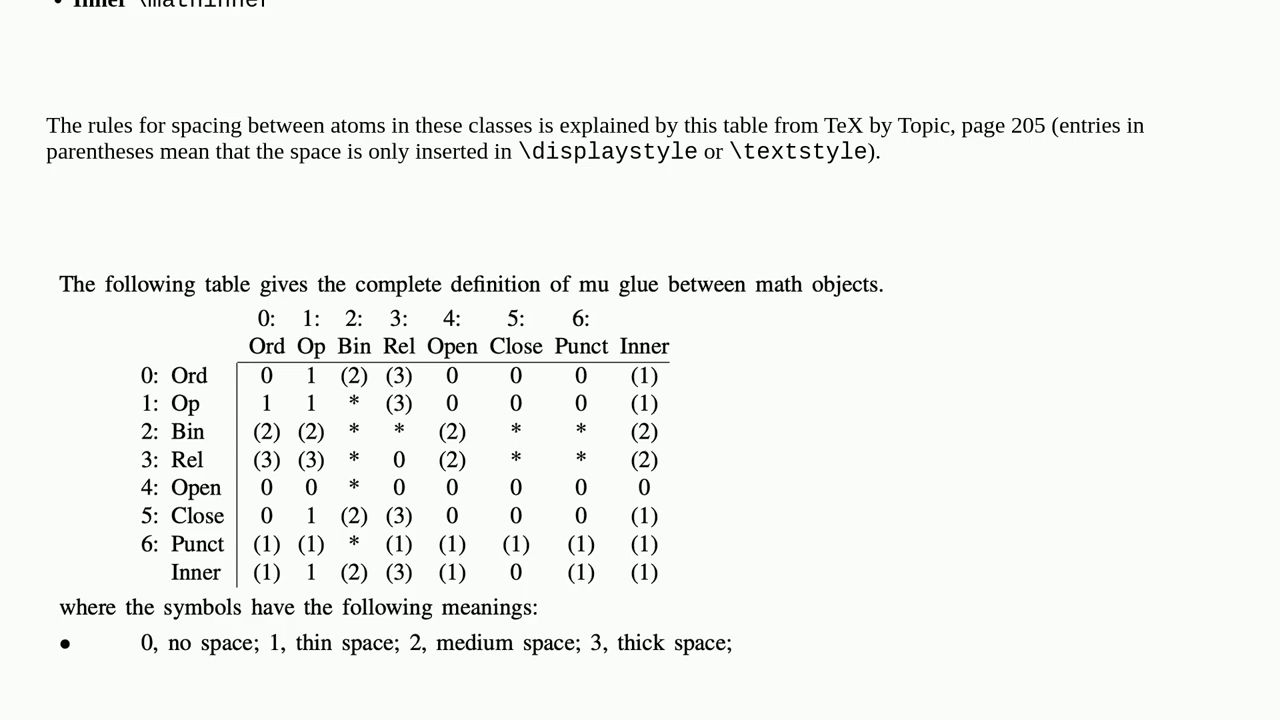 • Inner \mathinner
The rules for spacing between atoms in these classes is explained by this table from TeX by Topic, page 205 (entries in
parentheses mean that the space is only inserted in \displaystyle or \textstyle).
The following table gives the complete definition of mu glue between math objects.
0: 1: 2: 3: 4: 5: 6:
Ord Op Bin Rel Open Close Punct Inner
0: Ord 0 1 (2) (3) 0 0 0 (1)
1: Op 1 1 * (3) 0 0 0 (1)
2: Bin (2) (2) * * (2) * * (2)
3: Rel (3) (3) * 0 (2) * * (2)
4: Open 0 0 * 0 0 0 0 0
5: Close 0 1 (2) (3) 0 0 0 (1)
6: Punct (1) (1) * (1) (1) (1) (1) (1)
Inner (1) 1 (2) (3) (1) 0 (1) (1)
where the symbols have the following meanings:
• 0, no space; 1, thin space; 2, medium space; 3, thick space;